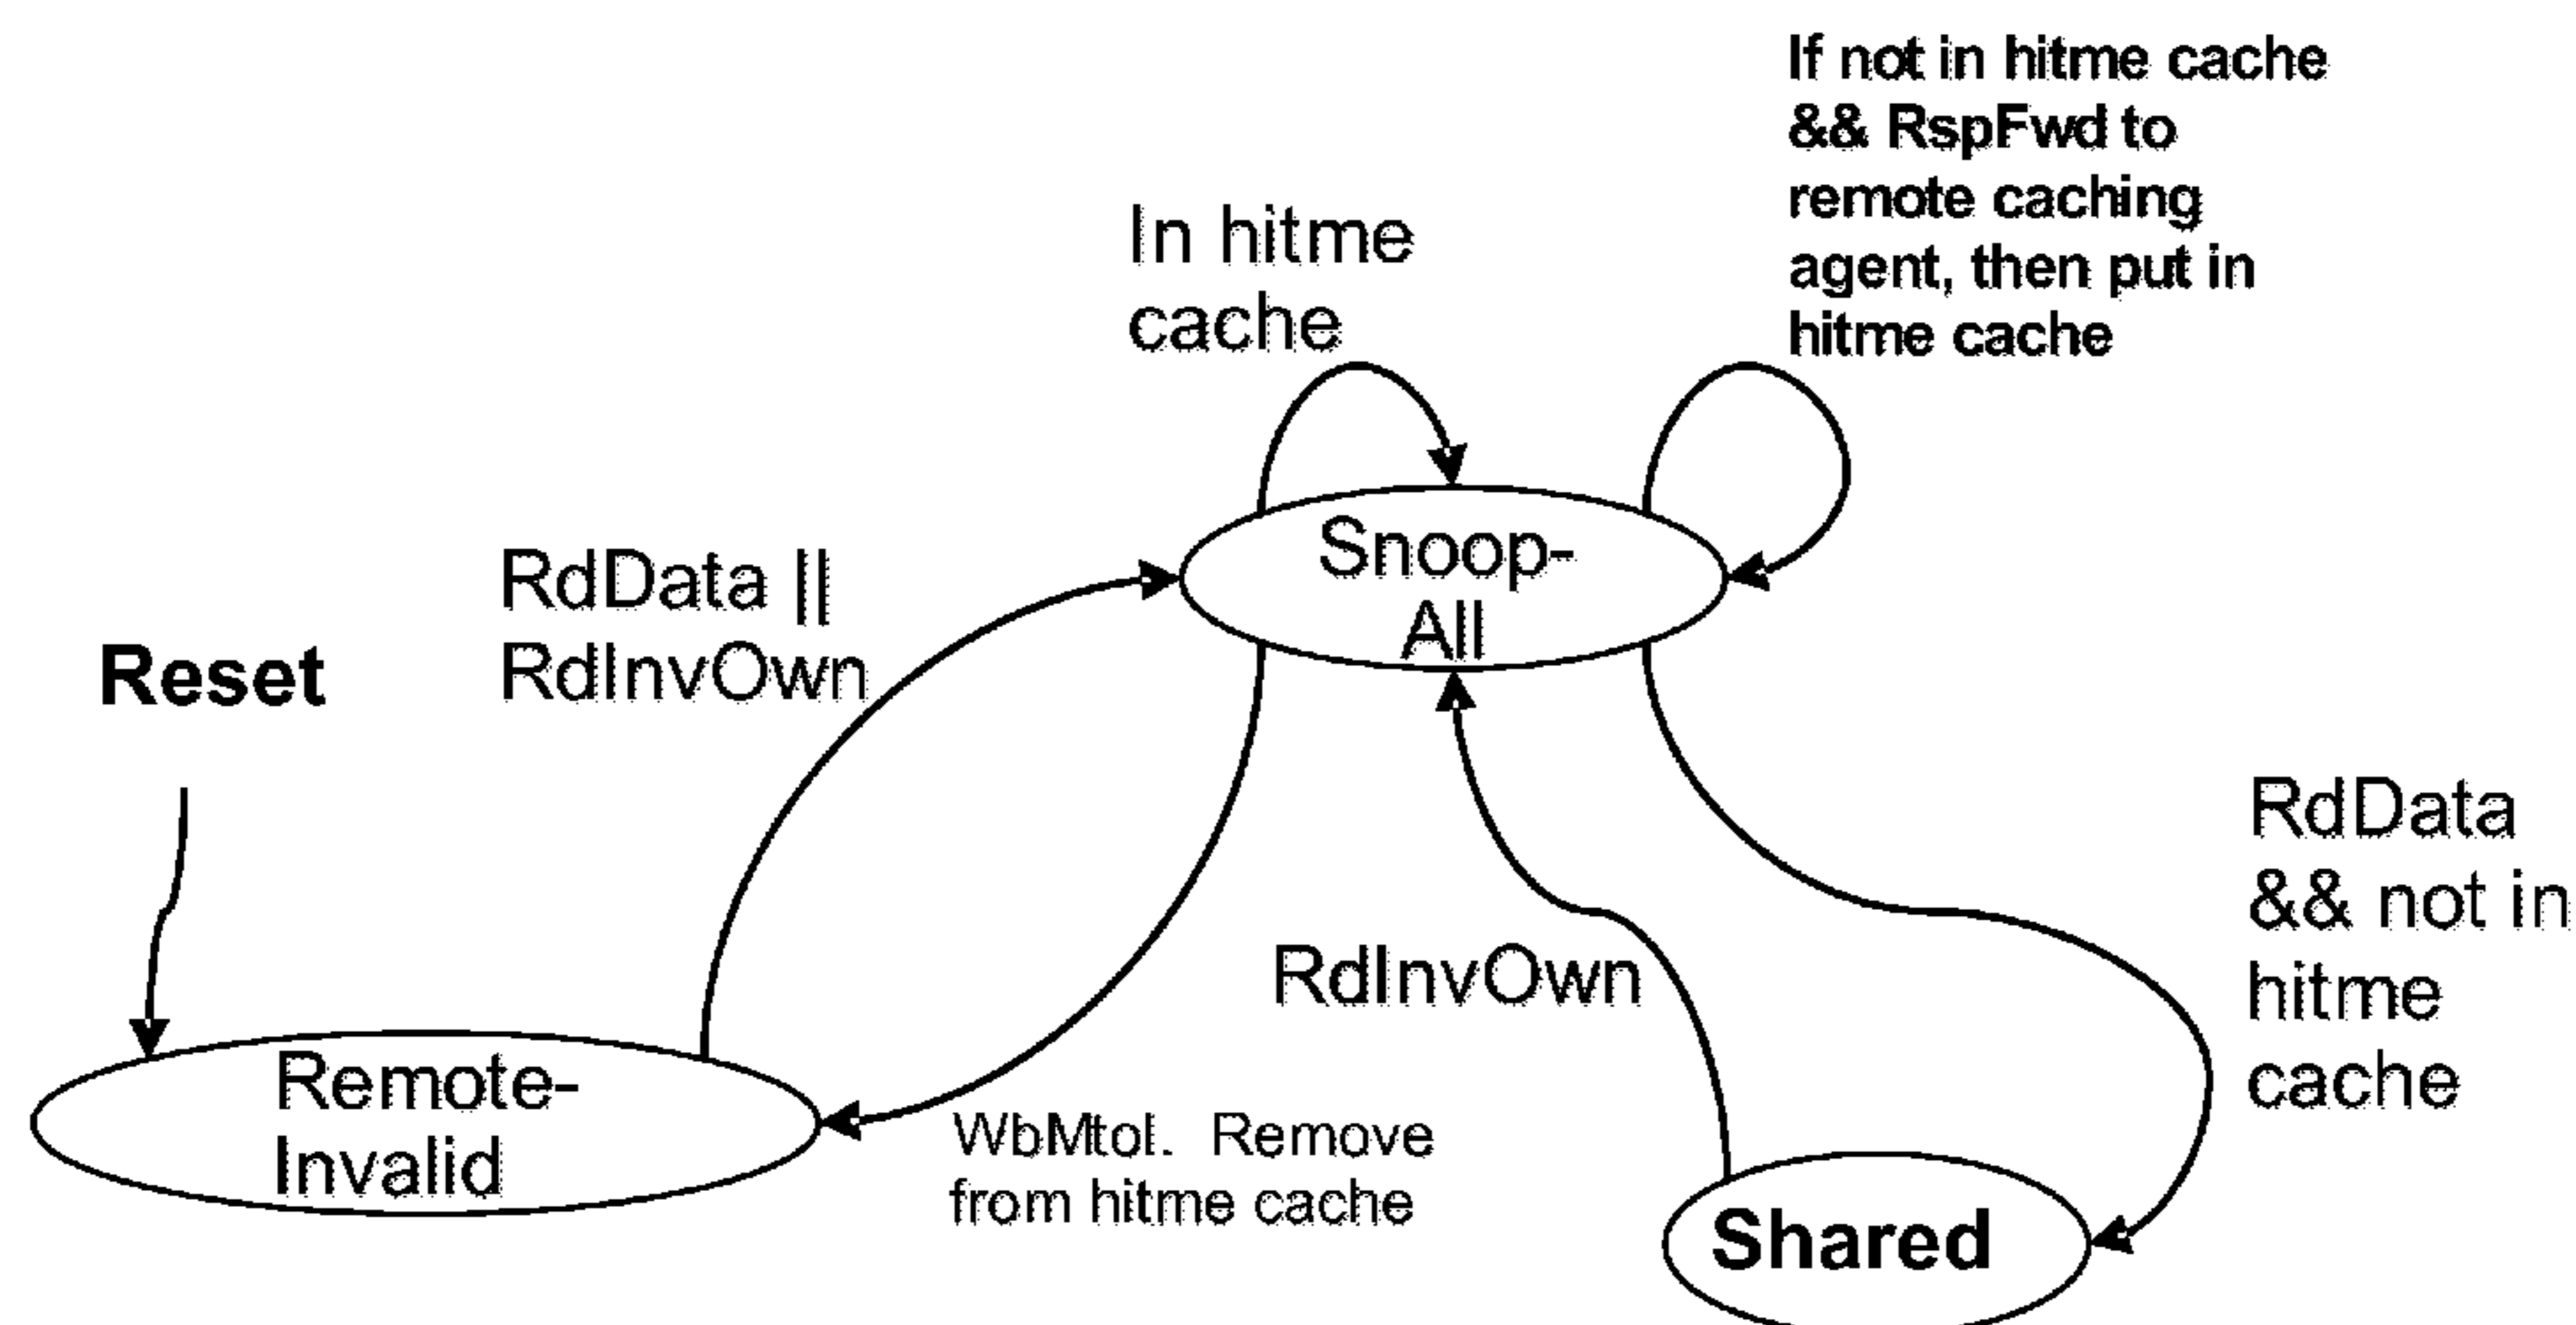 If not in hitme cache
&& RspFwd to
remote caching
agent, then put in
hitme cache
In hitme
cache
Snoop-
All
RdData ||
RdInvOwn
Reset
RdData
&& not in
hitme
cache
RdInvOwn
Remote-
Invalid
WbMtoI. Remove
from hitme cache
Shared